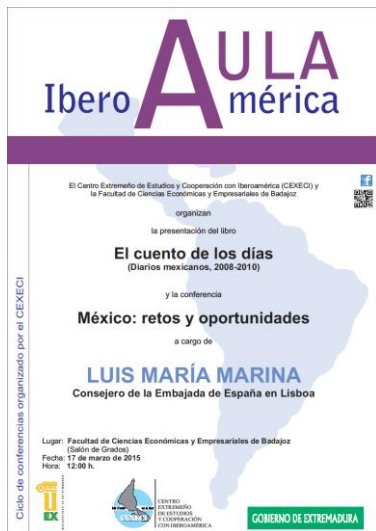 AULA
IberoAmérica
El Centro Extremeño de Estudios y Cooperación con Iberoamérica (CEXECI) y
la Facultad de Ciencias Económicas y Empresariales de Badajoz
organizan
la presentación del libro
El cuento de los días
(Diarios mexicanos, 2008-2010)
y la conferencia
México: retos y oportunidades
a cargo de
LUIS MARÍA MARINA
Consejero de la Embajada de España en Lisboa
Ciclo de conferencias organizado por el CEXECI
Lugar: Facultad de Ciencias Económicas y Empresariales de Badajoz
(Salón de Grados)
Fecha: 17 de marzo de 2015
Hora: 12:00 h.
UEX
CENTRO
EXTREMEÑO
DE ESTUDIOS
Y COOPERACIÓN
CON IBEROAMÉRICA
GOBIERNO DE EXTREMADURA